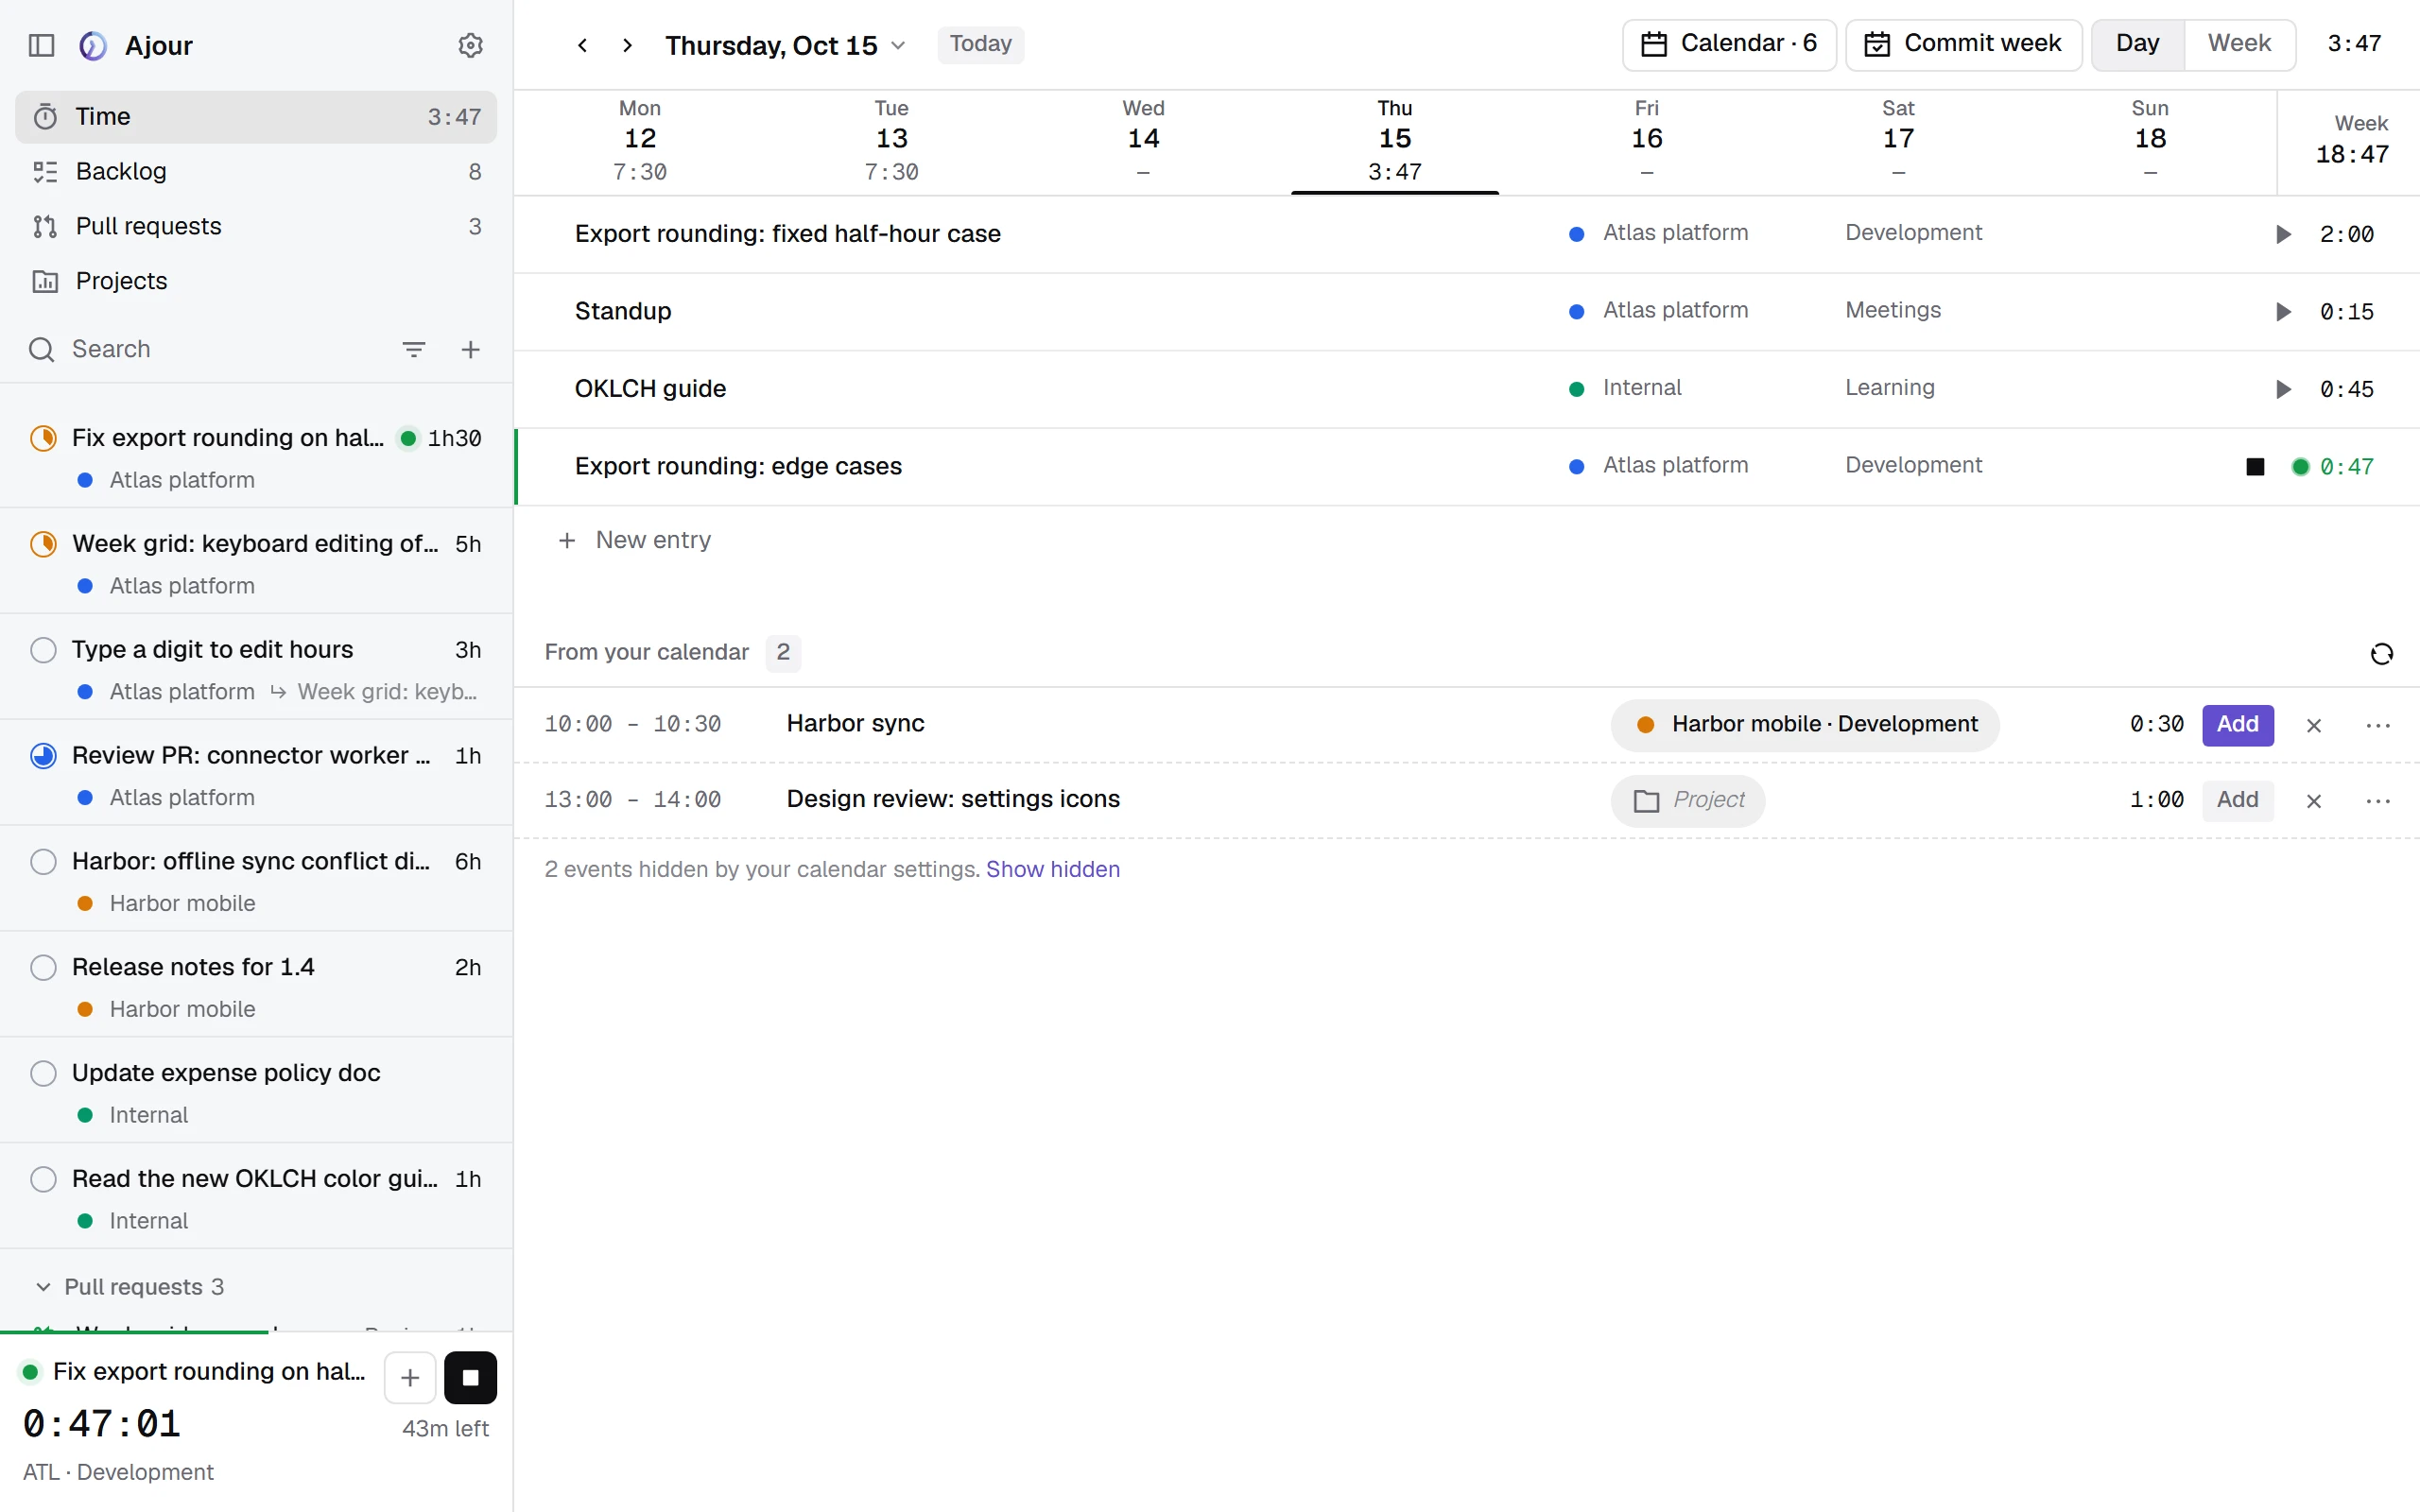 Ajour
Time 3:47
Backlog 8
Pull requests 3
Projects
Search
Fix export rounding on hal... 1h30
Atlas platform
Week grid: keyboard editing of... 5h
Atlas platform
Type a digit to edit hours 3h
Atlas platform Week grid: keyb...
Review PR: connector worker ... 1h
Atlas platform
Harbor: offline sync conflict di... 6h
Harbor mobile
Release notes for 1.4 2h
Harbor mobile
Update expense policy doc
Internal
Read the new OKLCH color gui... 1h
Internal
Pull requests 3
Fix export rounding on hal...
0:47:01 43m left
ATL · Development
Thursday, Oct 15 Today Calendar · 6 Commit week Day Week 3:47
Mon Tue Wed Thu Fri Sat Sun Week
12 13 14 15 16 17 18 18:47
7:30 7:30 – 3:47 – – –
Export rounding: fixed half-hour case Atlas platform Development 2:00
Standup Atlas platform Meetings 0:15
OKLCH guide Internal Learning 0:45
Export rounding: edge cases Atlas platform Development 0:47
New entry
From your calendar 2
10:00 – 10:30 Harbor sync Harbor mobile · Development 0:30 Add
13:00 – 14:00 Design review: settings icons Project 1:00 Add
2 events hidden by your calendar settings. Show hidden